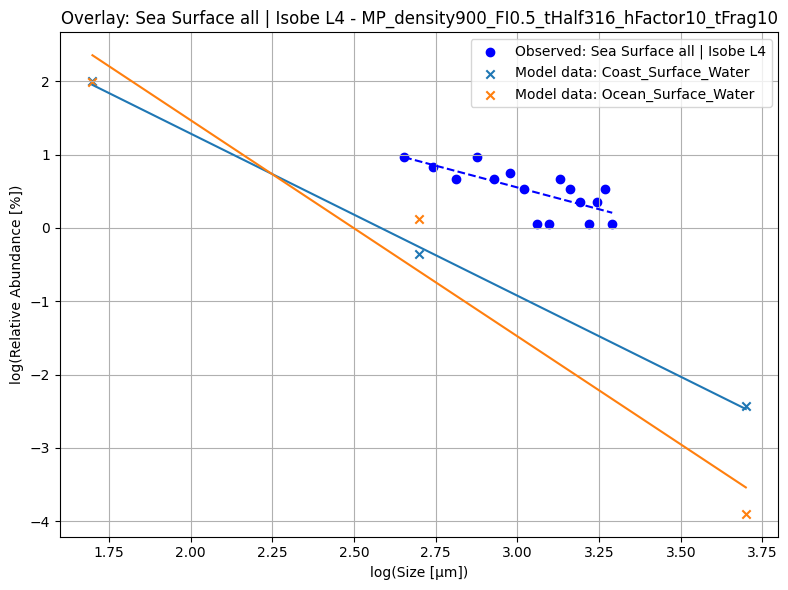 Overlay: Sea Surface all | Isobe L4 - MP_density900_FI0.5_tHalf316_hFactor10_tFrag10
Observed: Sea Surface all | Isobe L4
Model data: Coast_Surface_Water
Model data: Ocean_Surface_Water
log(Relative Abundance [%])
2
1
0
−1
−2
−3
−4
1.75 2.00 2.25 2.50 2.75 3.00 3.25 3.50 3.75
log(Size [μm])